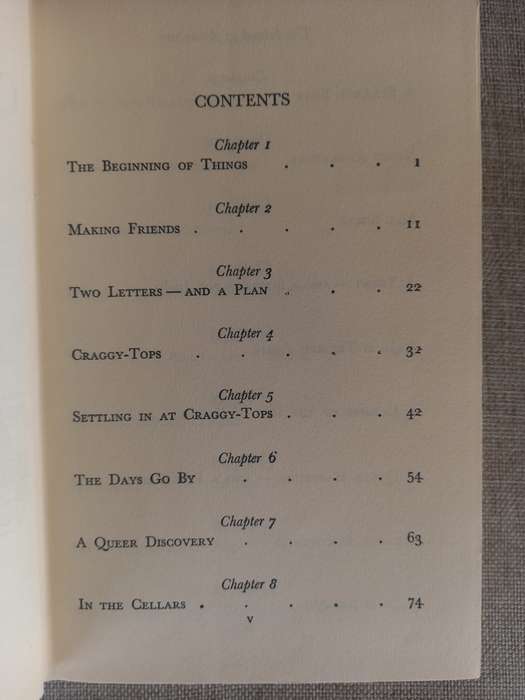 CONTENTS
Chapter 1
The Beginning of Things . . . 1
Chapter 2
Making Friends . . . . . 11
Chapter 3
Two Letters — and a Plan . . . 22
Chapter 4
Craggy-Tops . . . . . 32
Chapter 5
Settling in at Craggy-Tops . . . 42
Chapter 6
The Days Go By . . . . 54
Chapter 7
A Queer Discovery . . . . 63
Chapter 8
In the Cellars . . . . . 74
v